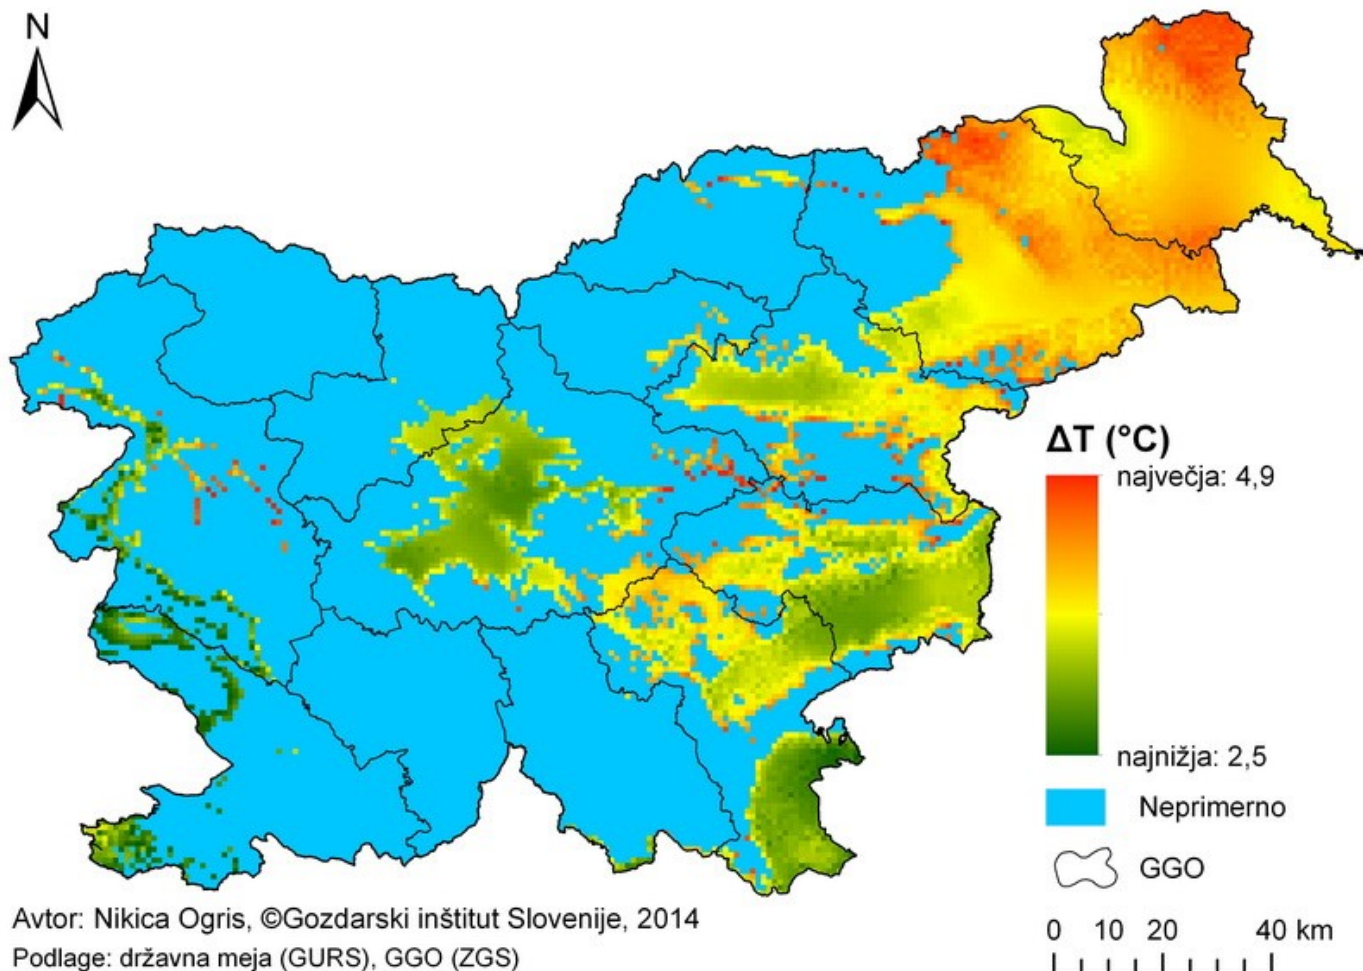 N
ΔT (°C)
največja: 4,9
najnižja: 2,5
Neprimerno
GGO
Avtor: Nikica Ogris, ©Gozdarski inštitut Slovenije, 2014
Podlage: državna meja (GURS), GGO (ZGS)
0 10 20 40 km